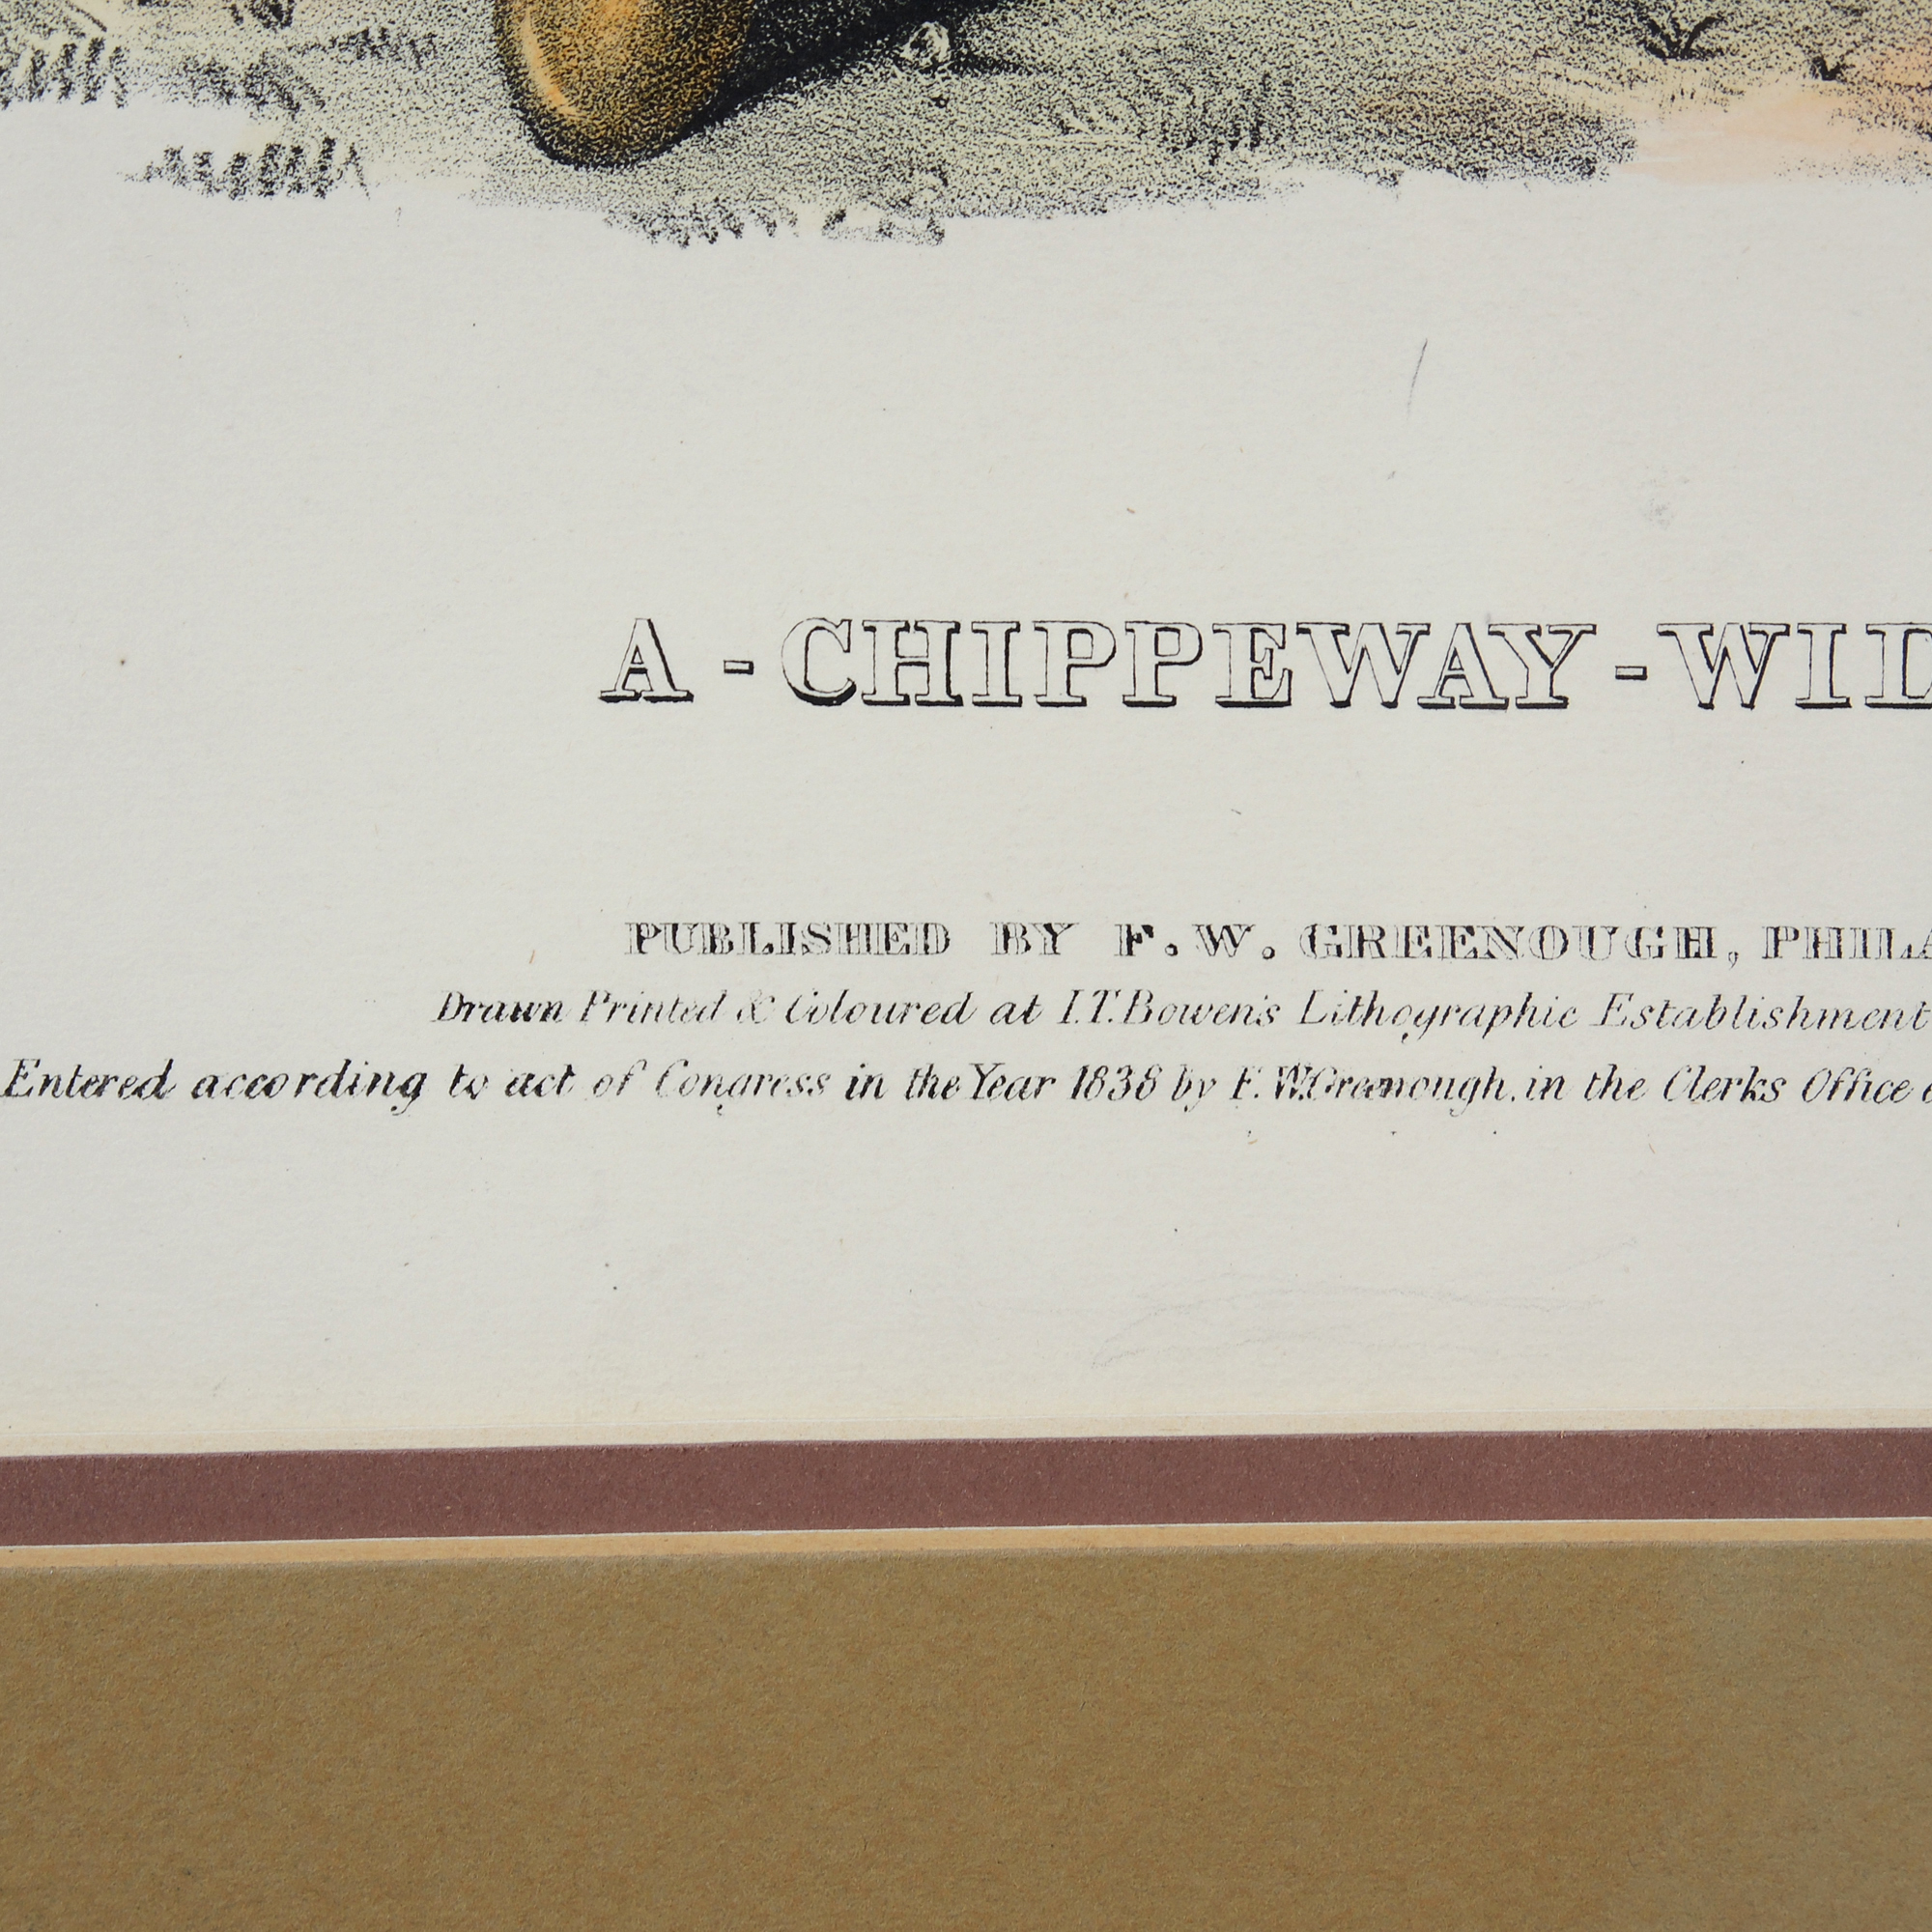 A-CHIPPEWAY-WID
PUBLISHED BY F.W. GREENOUGH, PHILA
Drawn Printed & Coloured at I.T.Bowen's Lithographic Establishment
Entered according to act of Congress in the Year 1838 by F.W.Greenough. in the Clerks Office